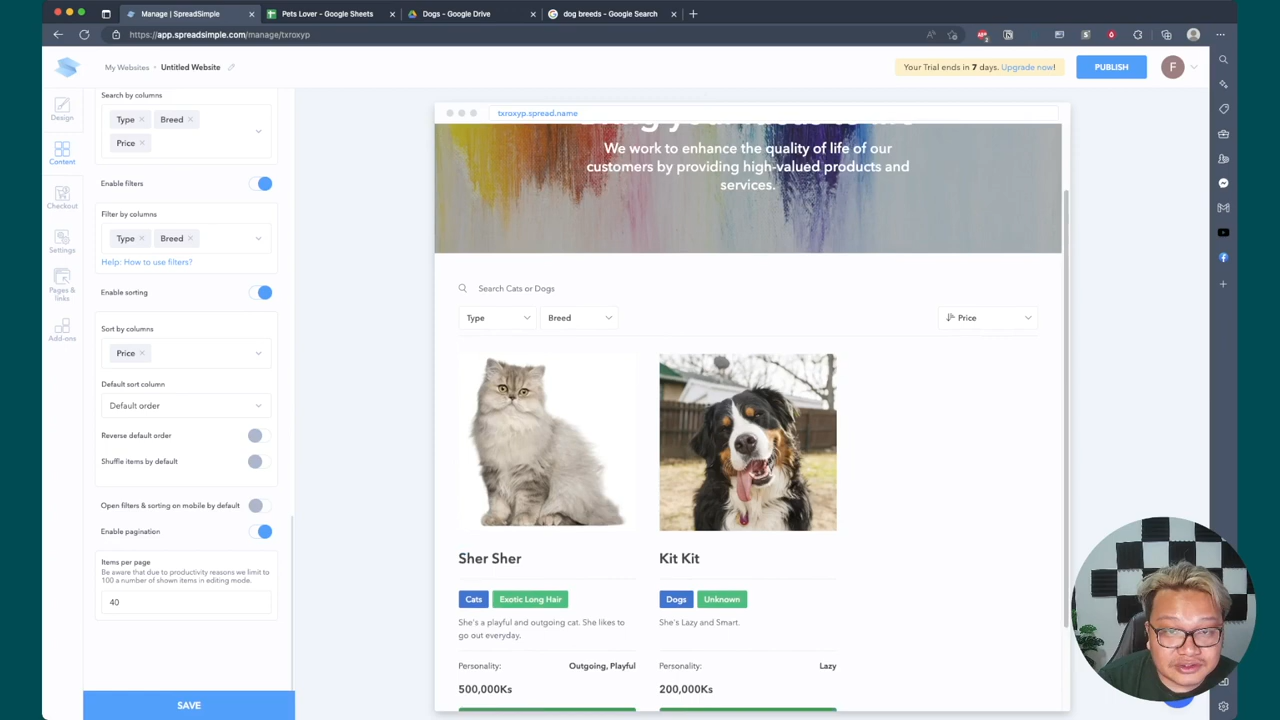 Manage | SpreadSimple
Pets Lover - Google Sheets
Dogs - Google Drive
dog breeds - Google Search
https://app.spreadsimple.com/manage/txroxyp
My Websites
Untitled Website
Your Trial ends in 7 days. Upgrade now!
PUBLISH
F
Design
Content
Checkout
Settings
Pages &
links
Add-ons
Search by columns
Type
Breed
Price
Enable filters
Filter by columns
Type
Breed
Help: How to use filters?
Enable sorting
Sort by columns
Price
Default sort column
Default order
Reverse default order
Shuffle items by default
Open filters & sorting on mobile by default
Enable pagination
Items per page
Be aware that due to productivity reasons we limit to
100 a number of shown items in editing mode.
40
SAVE
txroxyp.spread.name
We work to enhance the quality of life of our
customers by providing high-valued products and
services.
Search Cats or Dogs
Type
Breed
Price
Sher Sher
Cats
Exotic Long Hair
She's a playful and outgoing cat. She likes to
go out everyday.
Personality:
Outgoing, Playful
500,000Ks
Kit Kit
Dogs
Unknown
She's Lazy and Smart.
Personality:
Lazy
200,000Ks